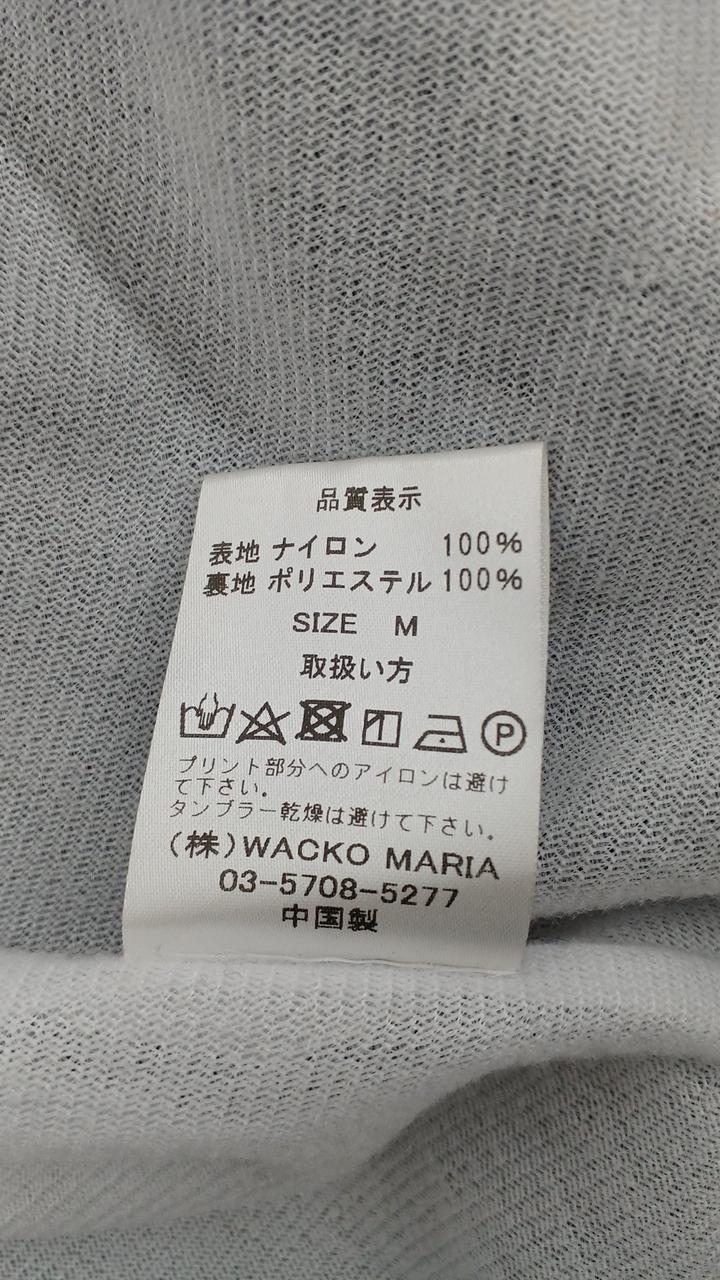 品質表示
表地 ナイロン 100%
裏地 ポリエステル 100%
SIZE M
取扱い方
P
プリント部分へのアイロンは避け
て下さい。
タンブラー乾燥は避けて下さい。
(株)WACKO MARIA
03-5708-5277
中国製